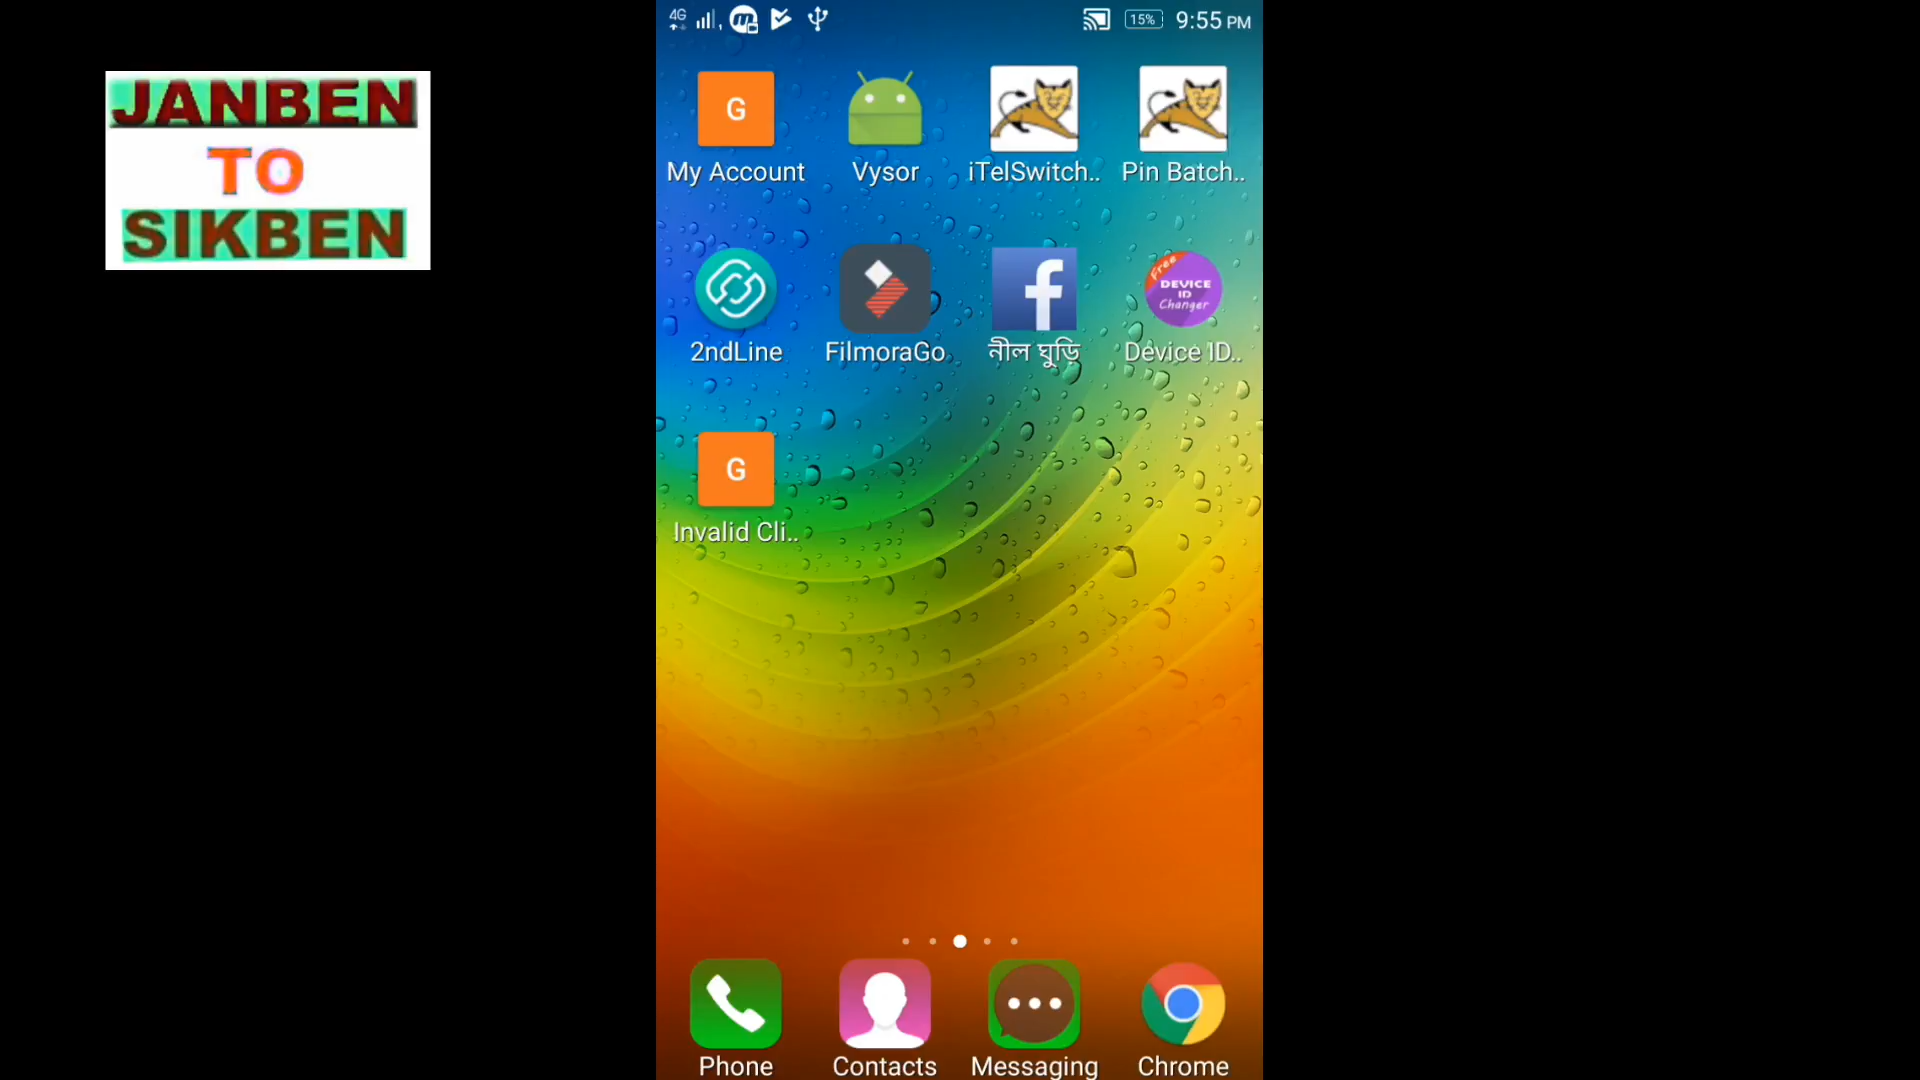 4G 15% 9:55 PM
JANBEN
TO
SIKBEN
G G
My Account Vysor iTelSwitch.. Pin Batch..
Free
DEVICE
ID
Changer
2ndLine FilmoraGo নীল ঘুড়ি Device ID..
Invalid Cli..
Phone Contacts Messaging Chrome